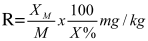 R= X_M/M x 100/X% mg / kg